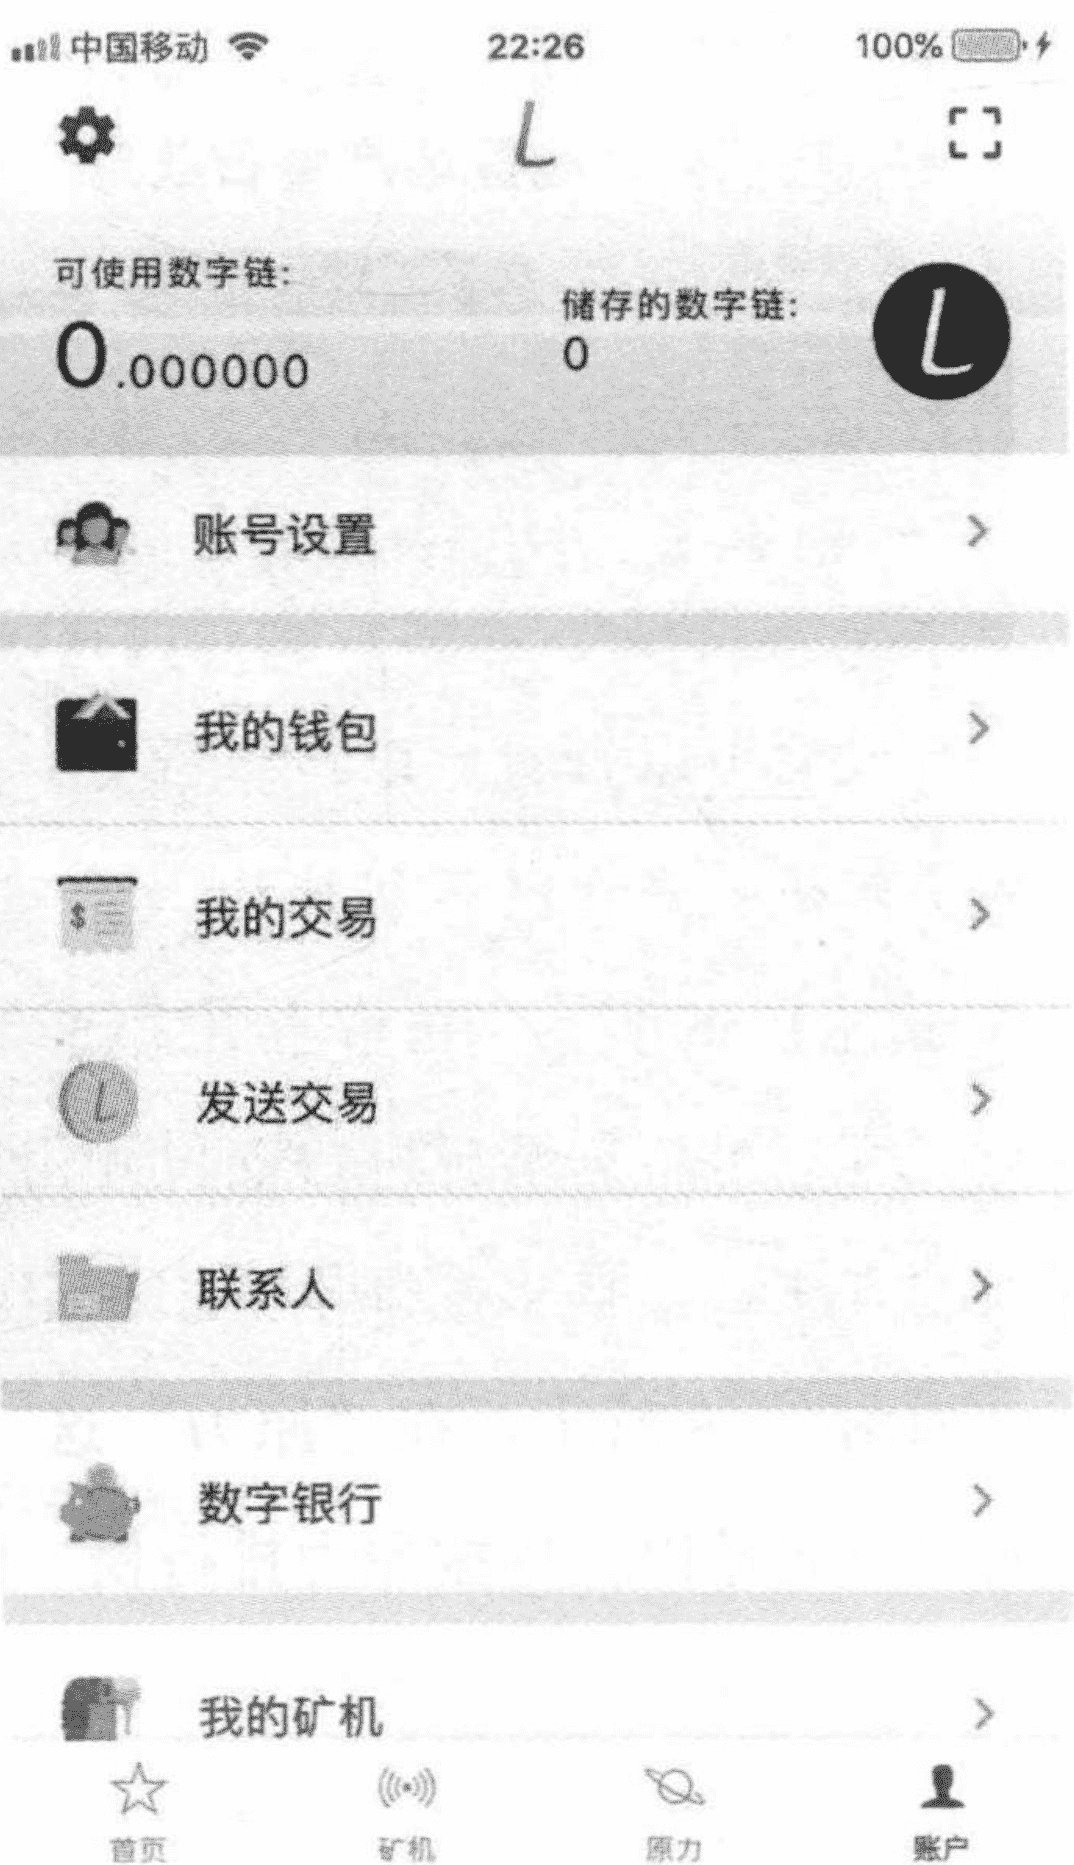 中国移动 22:26 100%
L
可使用数字链:
0.000000
储存的数字链:
0
L
账号设置
我的钱包
$ 我的交易
L 发送交易
联系人
数字银行
我的矿机
首页 矿机 原力 账户